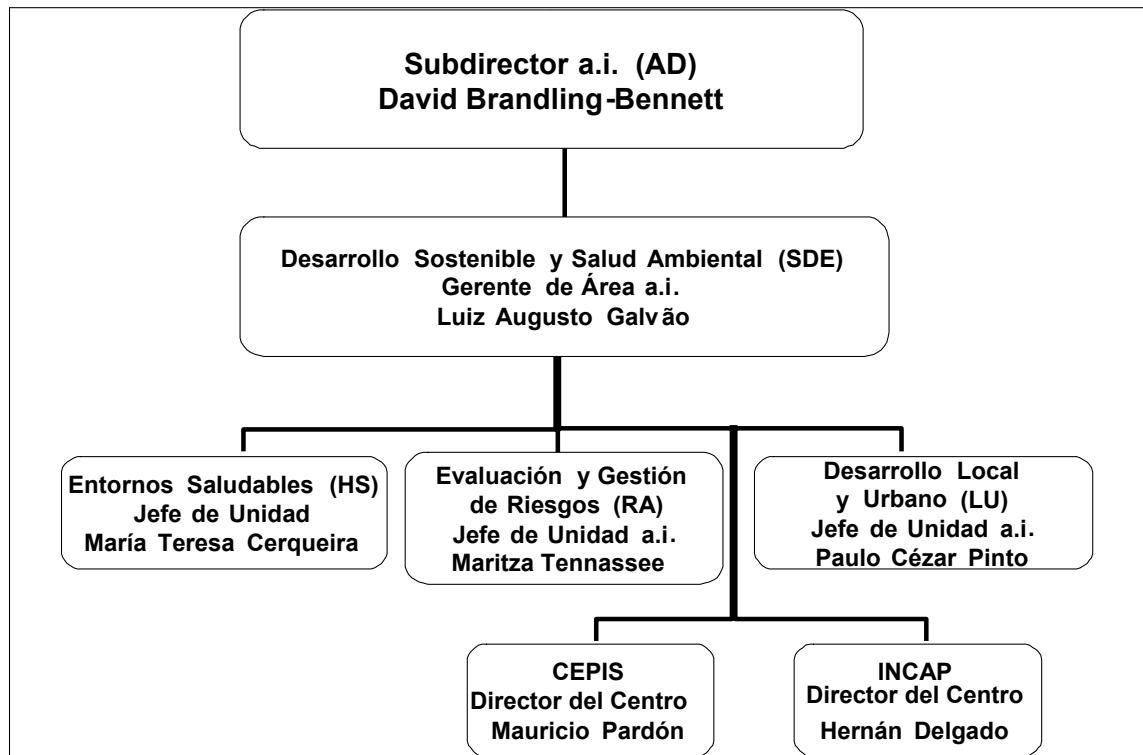 Subdirector a.i. (AD)
David Brandling-Bennett
Desarrollo Sostenible y Salud Ambiental (SDE)
Gerente de Área a.i.
Luiz Augusto Galvão
Entornos Saludables (HS)
Jefe de Unidad
María Teresa Cerqueira
Evaluación y Gestión
de Riesgos (RA)
Jefe de Unidad a.i.
Maritza Tennassee
Desarrollo Local
y Urbano (LU)
Jefe de Unidad a.i.
Paulo Cézar Pinto
CEPIS
Director del Centro
Mauricio Pardón
INCAP
Director del Centro
Hernán Delgado